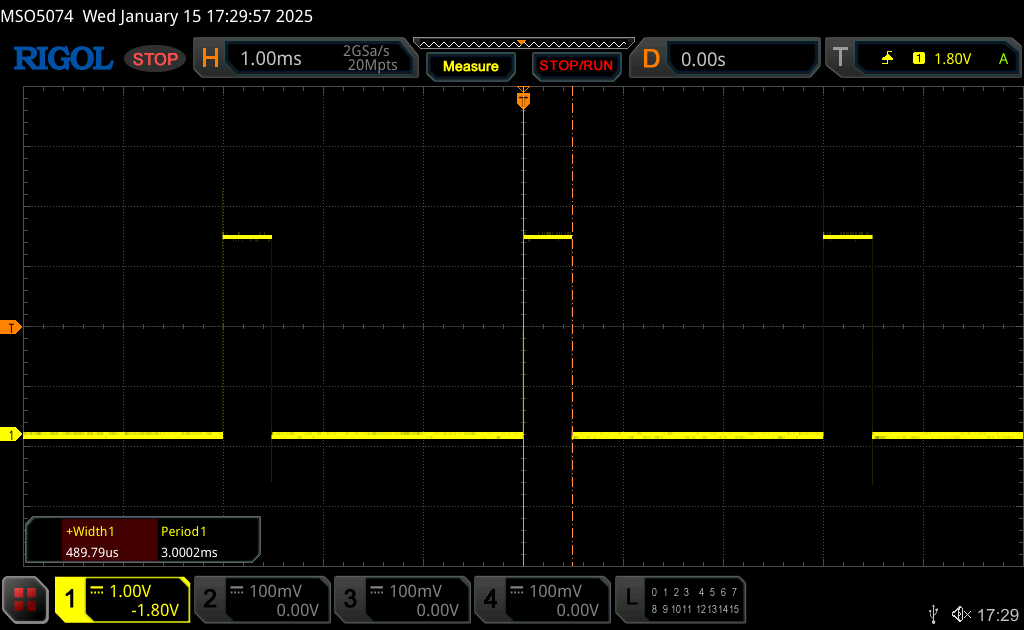 MSO5074 Wed January 15 17:29:57 2025
RIGOL STOP H 1.00ms 2GSa/s 20Mpts Measure STOP/RUN D 0.00s T 1 1.80V A
T
T
1
+Width1 Period1
489.79us 3.0002ms
1 1.00V -1.80V 2 100mV 0.00V 3 100mV 0.00V 4 100mV 0.00V L 0 1 2 3 4 5 6 7
8 9 10 11 12 13 14 15
17:29